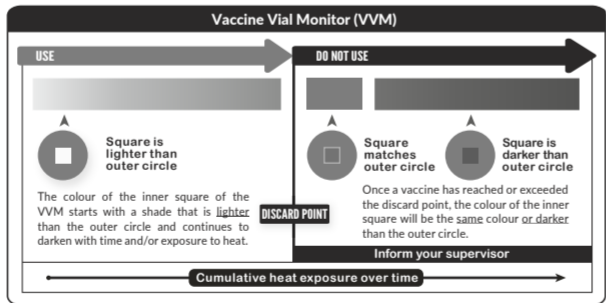 Vaccine Vial Monitor (VVM)
USE
Square is
lighter than
outer circle
The colour of the inner square of the
VVM starts with a shade that is lighter
than the outer circle and continues to
darken with time and/or exposure to heat.
DISCARD POINT
DO NOT USE
Square
matches
outer circle
Square is
darker than
outer circle
Once a vaccine has reached or exceeded
the discard point, the colour of the inner
square will be the same colour or darker
than the outer circle.
Inform your supervisor
Cumulative heat exposure over time